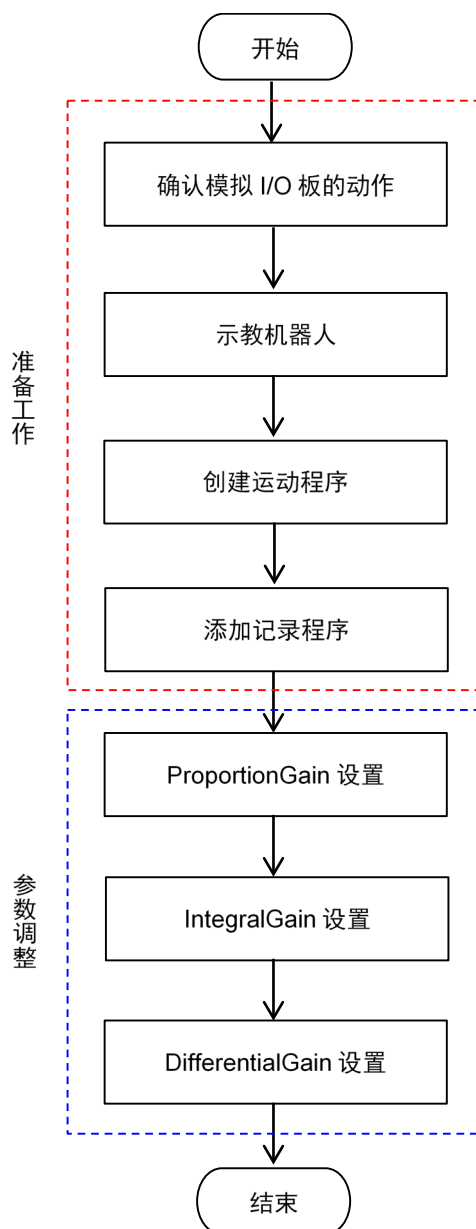 开始
准备工作
确认模拟 I/O 板的动作
示教机器人
创建运动程序
添加记录程序
参数调整
ProportionGain 设置
IntegralGain 设置
DifferentialGain 设置
结束